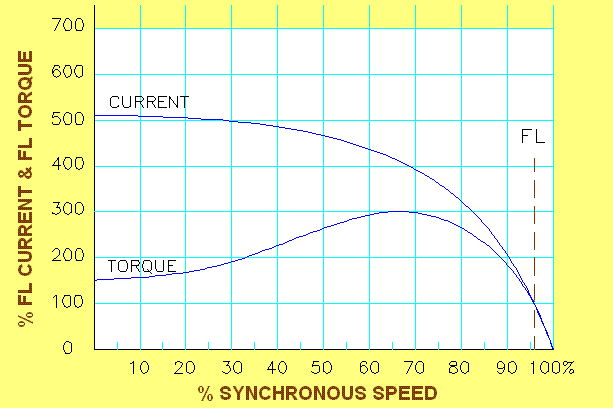 % FL CURRENT & FL TORQUE
700
600
500
400
300
200
100
0
CURRENT
TORQUE
FL
10 20 30 40 50 60 70 80 90 100%
% SYNCHRONOUS SPEED